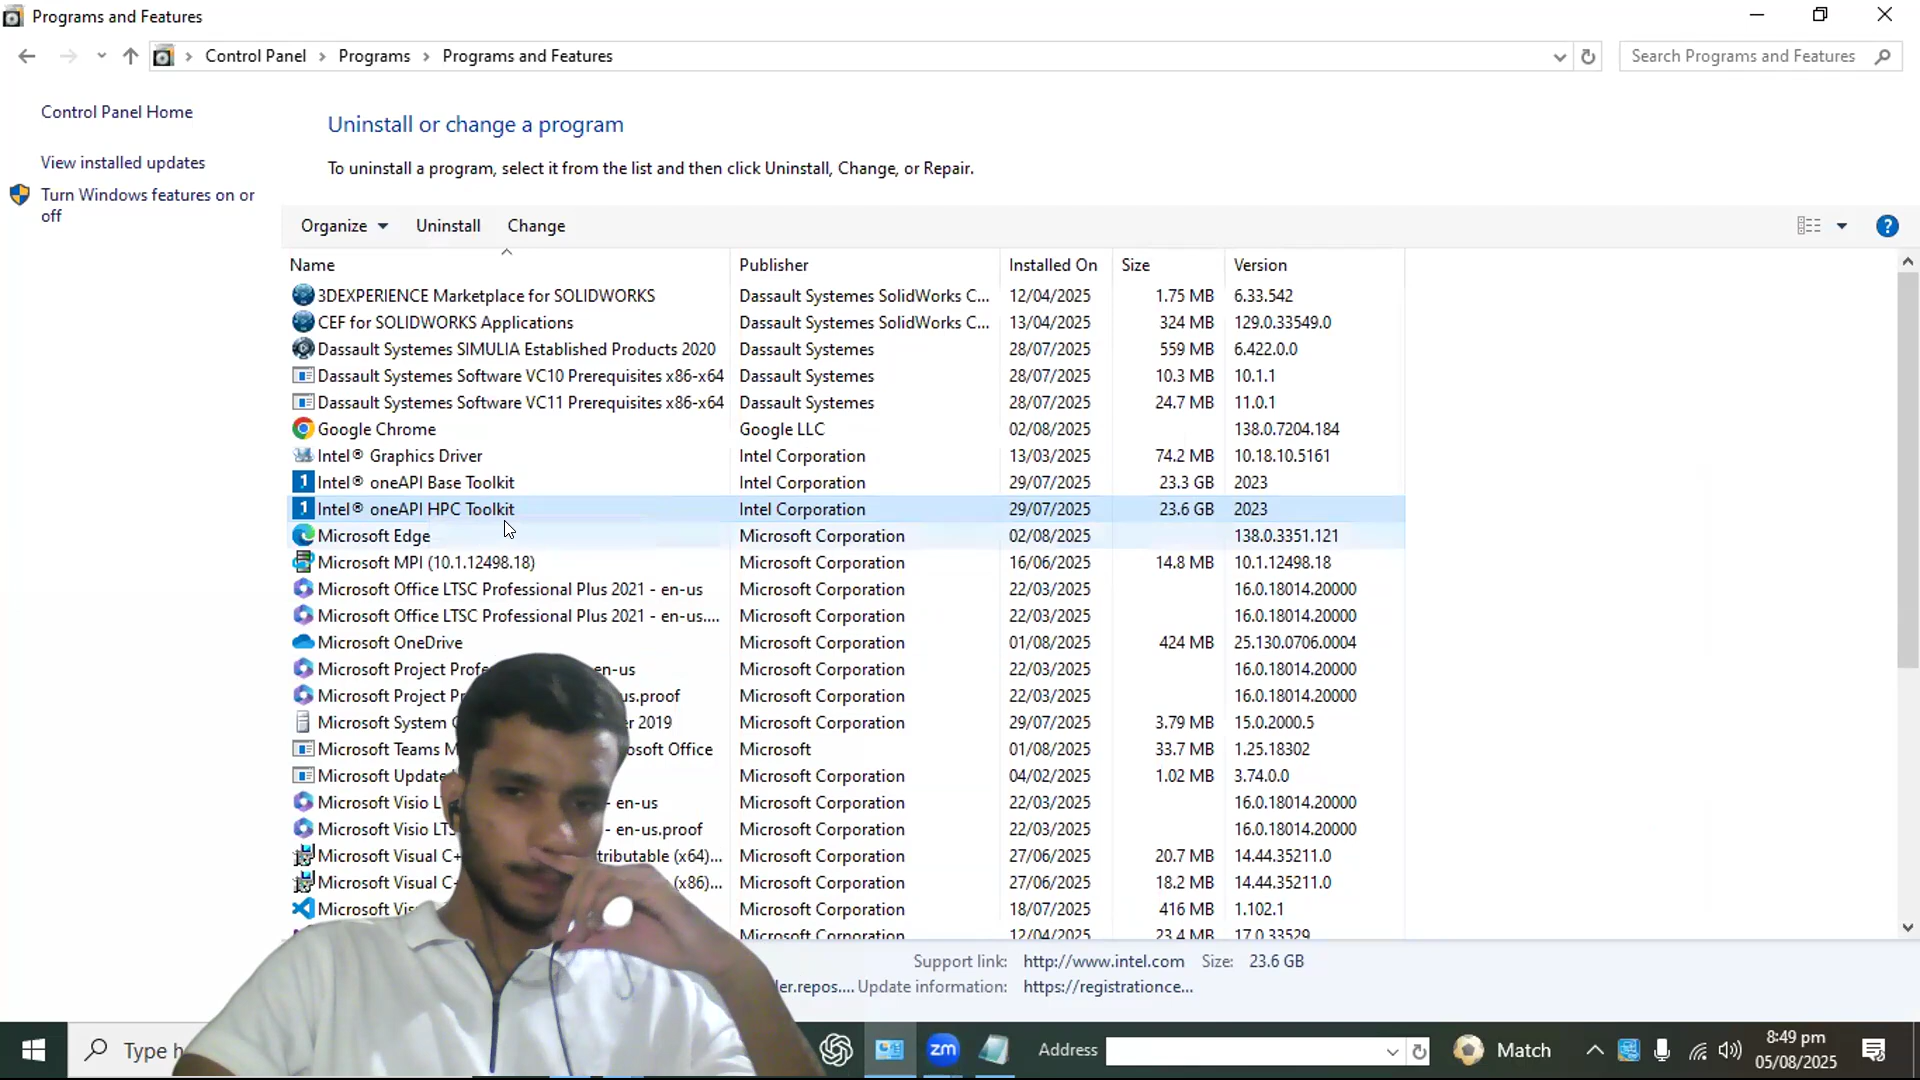 Programs and Features
Control Panel Programs Programs and Features
Search Programs and Features
Control Panel Home
View installed updates
Turn Windows features on or off
Uninstall or change a program
To uninstall a program, select it from the list and then click Uninstall, Change, or Repair.
Organize Uninstall Change
Name Publisher Installed On Size Version
3DEXPERIENCE Marketplace for SOLIDWORKS Dassault Systemes SolidWorks C... 12/04/2025 1.75 MB 6.33.542
CEF for SOLIDWORKS Applications Dassault Systemes SolidWorks C... 13/04/2025 324 MB 129.0.33549.0
Dassault Systemes SIMULIA Established Products 2020 Dassault Systemes 28/07/2025 559 MB 6.422.0.0
Dassault Systemes Software VC10 Prerequisites x86-x64 Dassault Systemes 28/07/2025 10.3 MB 10.1.1
Dassault Systemes Software VC11 Prerequisites x86-x64 Dassault Systemes 28/07/2025 24.7 MB 11.0.1
Google Chrome Google LLC 02/08/2025 138.0.7204.184
Intel® Graphics Driver Intel Corporation 13/03/2025 74.2 MB 10.18.10.5161
Intel® oneAPI Base Toolkit Intel Corporation 29/07/2025 23.3 GB 2023
Intel® oneAPI HPC Toolkit Intel Corporation 29/07/2025 23.6 GB 2023
Microsoft Edge Microsoft Corporation 02/08/2025 138.0.3351.121
Microsoft MPI (10.1.12498.18) Microsoft Corporation 16/06/2025 14.8 MB 10.1.12498.18
Microsoft Office LTSC Professional Plus 2021 - en-us Microsoft Corporation 22/03/2025 16.0.18014.20000
Microsoft Office LTSC Professional Plus 2021 - en-us.... Microsoft Corporation 22/03/2025 16.0.18014.20000
Microsoft OneDrive Microsoft Corporation 01/08/2025 424 MB 25.130.0706.0004
Microsoft Project Profe en-us Microsoft Corporation 22/03/2025 16.0.18014.20000
Microsoft Project Pr us.proof Microsoft Corporation 22/03/2025 16.0.18014.20000
Microsoft System r 2019 Microsoft Corporation 29/07/2025 3.79 MB 15.0.2000.5
Microsoft Teams M osoft Office Microsoft 01/08/2025 33.7 MB 1.25.18302
Microsoft Update Microsoft Corporation 04/02/2025 1.02 MB 3.74.0.0
Microsoft Visio L - en-us Microsoft Corporation 22/03/2025 16.0.18014.20000
Microsoft Visio LTS - en-us.proof Microsoft Corporation 22/03/2025 16.0.18014.20000
Microsoft Visual C+ tributable (x64)... Microsoft Corporation 27/06/2025 20.7 MB 14.44.35211.0
Microsoft Visual C+ (x86)... Microsoft Corporation 27/06/2025 18.2 MB 14.44.35211.0
Microsoft Vis Microsoft Corporation 18/07/2025 416 MB 1.102.1
Microsoft Corporation 12/04/2025 23.4 MB 17.0.33529
Support link: http://www.intel.com Size: 23.6 GB
ler.repos.... Update information: https://registrationce...
Type h zm Address Match 8:49 pm
05/08/2025